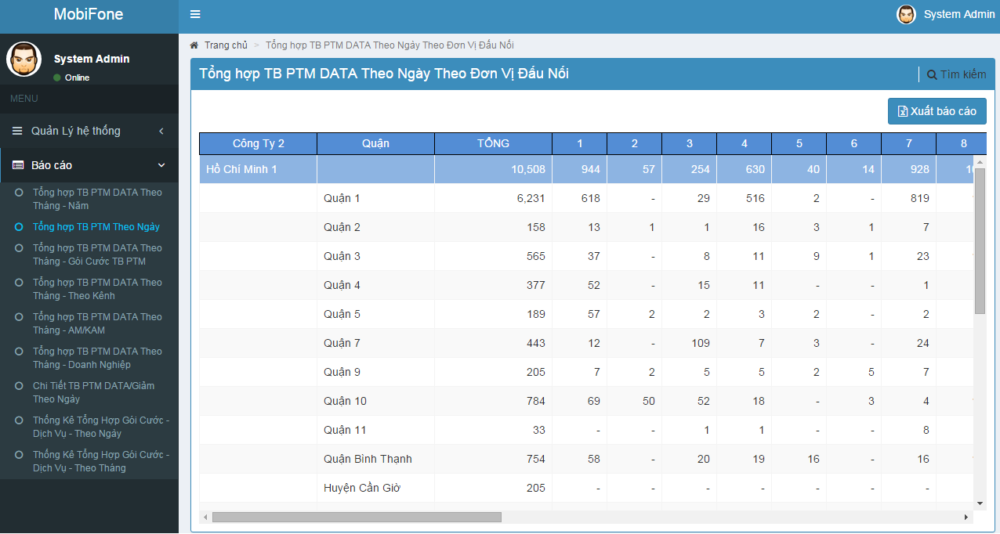 MobiFone
System Admin
System Admin
Online
MENU
Quản Lý hệ thống
Báo cáo
Tổng hợp TB PTM DATA Theo
Tháng - Năm
Tổng hợp TB PTM Theo Ngày
Tổng hợp TB PTM DATA Theo
Tháng - Gói Cước TB PTM
Tổng hợp TB PTM DATA Theo
Tháng - Theo Kênh
Tổng hợp TB PTM DATA Theo
Tháng - AM/KAM
Tổng hợp TB PTM DATA Theo
Tháng - Doanh Nghiệp
Chi Tiết TB PTM DATA/Giảm
Theo Ngày
Thống Kê Tổng Hợp Gói Cước -
Dịch Vụ - Theo Ngày
Thống Kê Tổng Hợp Gói Cước -
Dịch Vụ - Theo Tháng
Trang chủ > Tổng hợp TB PTM DATA Theo Ngày Theo Đơn Vị Đấu Nối
Tổng hợp TB PTM DATA Theo Ngày Theo Đơn Vị Đấu Nối
Tìm kiếm
Xuất báo cáo
Công Ty 2 Quận TỔNG 1 2 3 4 5 6 7 8
Hồ Chí Minh 1 10,508 944 57 254 630 40 14 928
Quận 1 6,231 618 - 29 516 2 - 819
Quận 2 158 13 1 1 16 3 1 7
Quận 3 565 37 - 8 11 9 1 23
Quận 4 377 52 - 15 11 - - 1
Quận 5 189 57 2 2 3 2 - 2
Quận 7 443 12 - 109 7 3 - 24
Quận 9 205 7 2 5 5 2 5 7
Quận 10 784 69 50 52 18 - 3 4
Quận 11 33 - - 1 1 - - 8
Quận Bình Thạnh 754 58 - 20 19 16 - 16
Huyện Cần Giờ 205 - - - - - - -